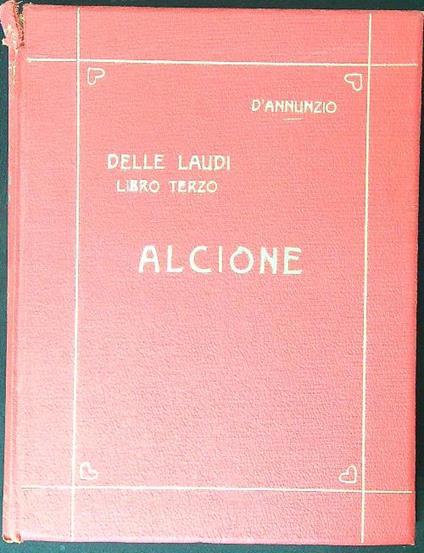 D'ANNUNZIO
DELLE LAUDI
LIBRO TERZO
ALCIONE